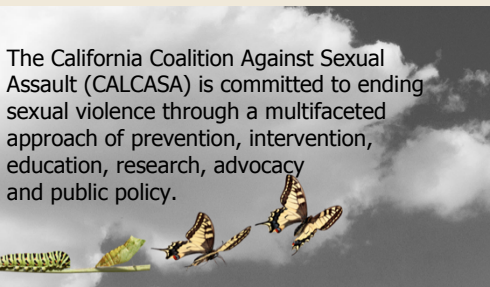 The California Coalition Against Sexual
Assault (CALCASA) is committed to ending
sexual violence through a multifaceted
approach of prevention, intervention,
education, research, advocacy
and public policy.